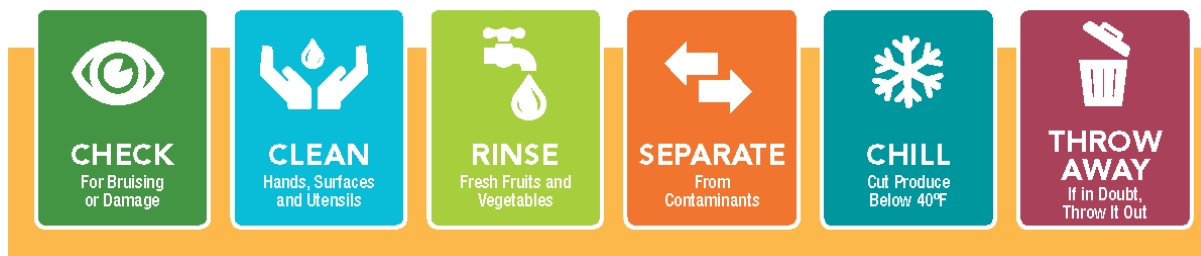 CHECK
For Bruising
or Damage
CLEAN
Hands, Surfaces
and Utensils
RINSE
Fresh Fruits and
Vegetables
SEPARATE
From
Contaminants
CHILL
Cut Produce
Below 40ºF
THROW
AWAY
If in Doubt,
Throw It Out